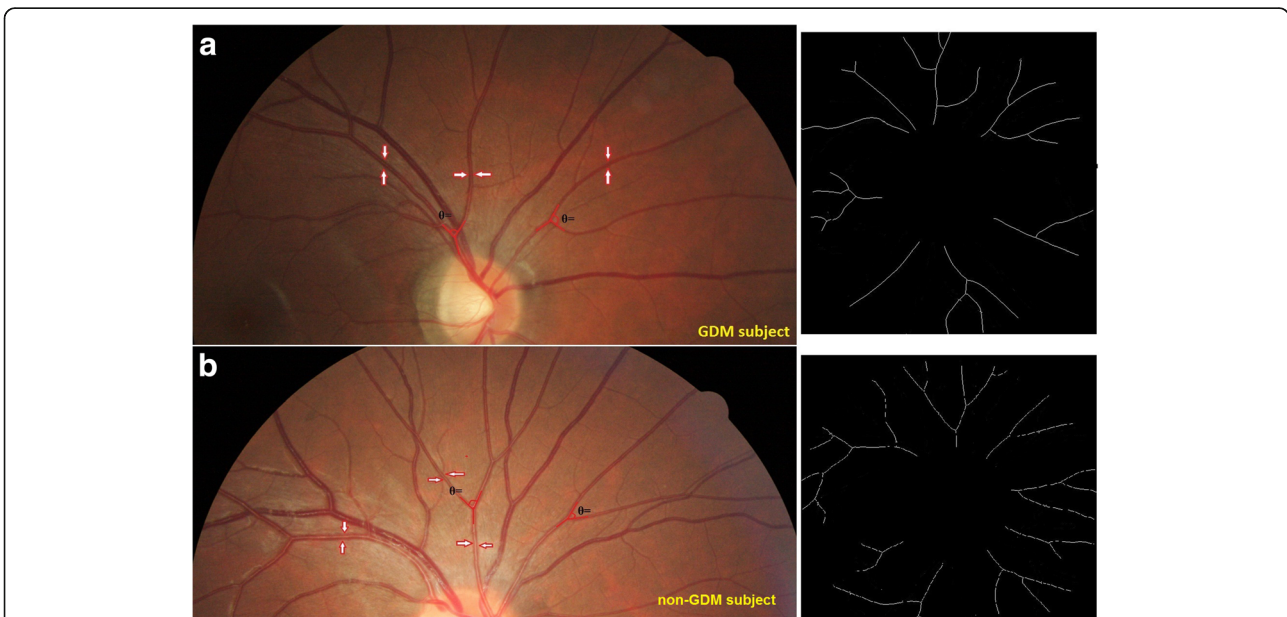 a
θ=
θ=
GDM subject
b
θ=
θ=
non-GDM subject